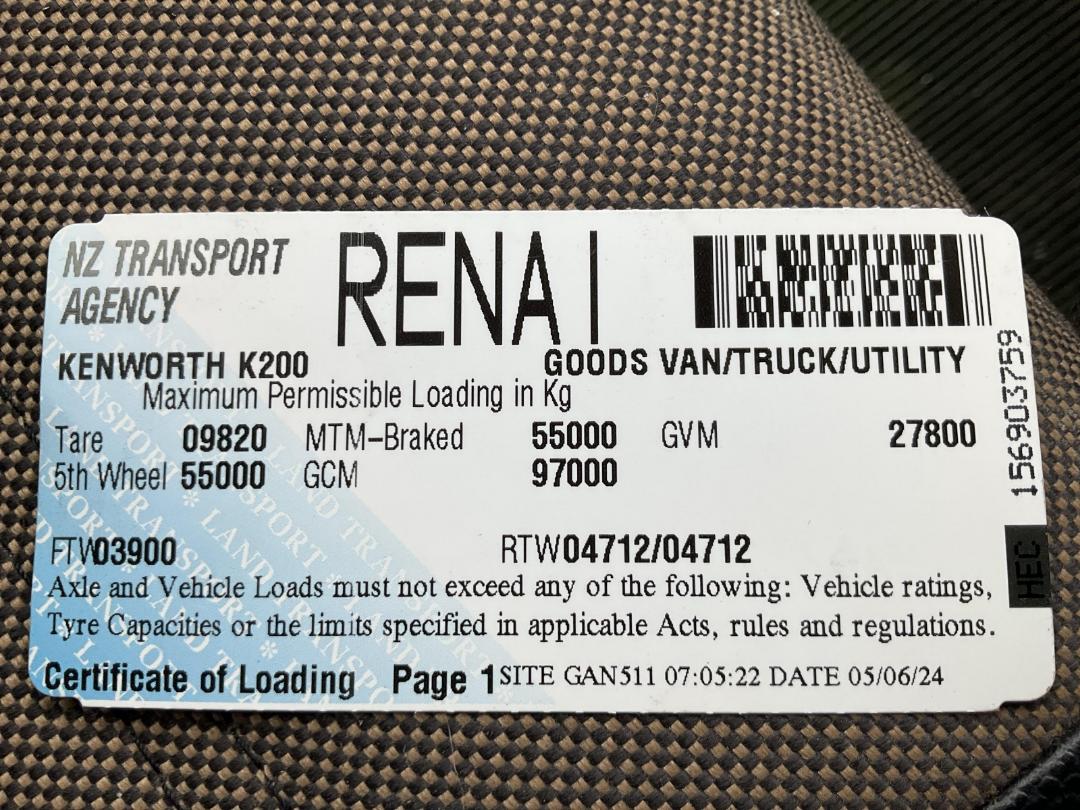 NZ TRANSPORT
AGENCY
RENA I
KENWORTH K200 GOODS VAN/TRUCK/UTILITY
Maximum Permissible Loading in Kg
Tare 09820 MTM-Braked 55000 GVM 27800
5th Wheel 55000 GCM 97000
FTW03900 RTW04712/04712
Axle and Vehicle Loads must not exceed any of the following: Vehicle ratings,
Tyre Capacities or the limits specified in applicable Acts, rules and regulations.
Certificate of Loading Page 1 SITE GAN511 07:05:22 DATE 05/06/24
156903759
HEC